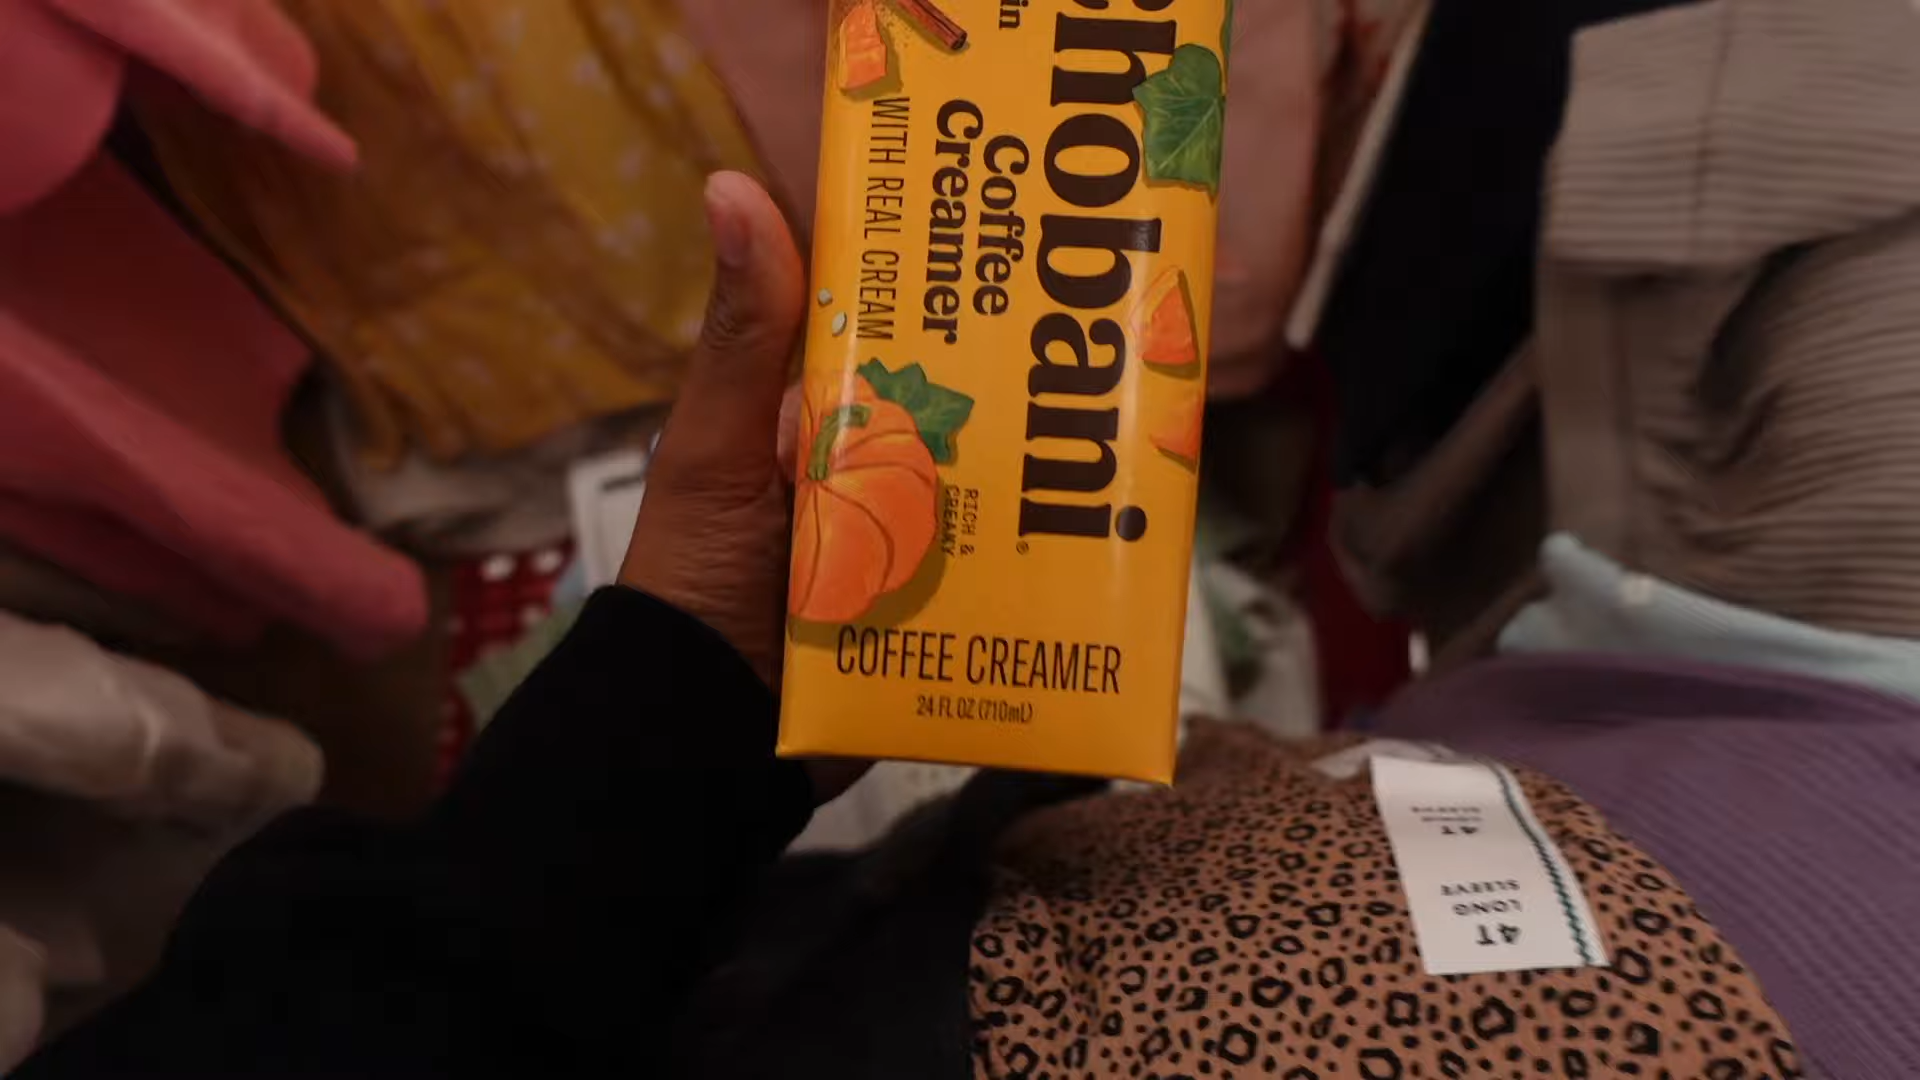 chobani®
Coffee
Creamer
WITH REAL CREAM
RICH &
CREAMY
COFFEE CREAMER
24 FL OZ (710mL)
4T
LONG
SLEEVE
4T
LONG
SLEEVE